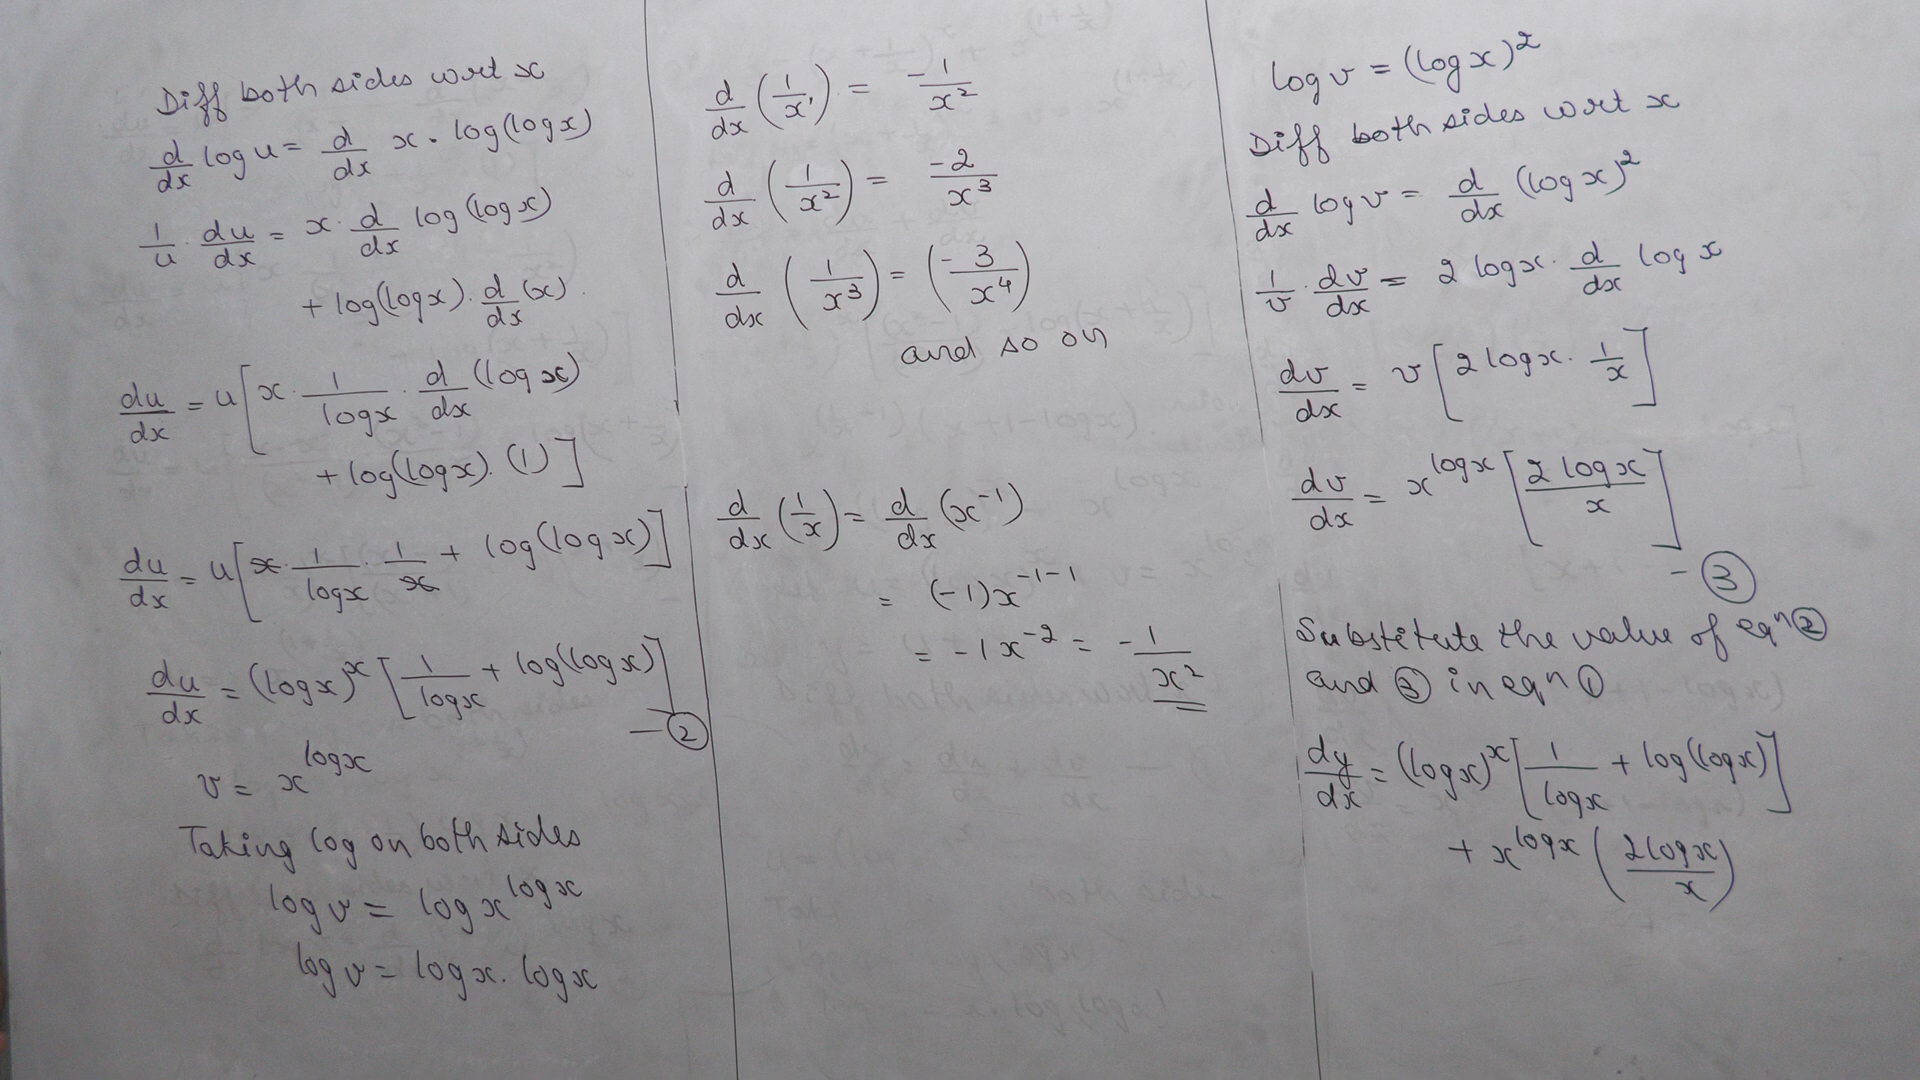 Diff both sides wrt x
d/dx log u = d/dx x · log(log x)
1/u · du/dx = x · d/dx log(log x)
+ log(log x) · d/dx (x).
du/dx = u[x · 1/log x · d/dx (log x)
+ log(log x). (1)]
du/dx = u[x · 1/log x · 1/x + log(log x)]
du/dx = (log x)^x [1/log x + log(log x)]
— ②
v = x^log x
Taking log on both sides
log v = log x^log x
log v = log x . log x
d/dx (1/x¹) = -1/x²
d/dx (1/x²) = -2/x³
d/dx (1/x³) = (-3/x⁴)
and so on
d/dx (1/x) = d/dx (x⁻¹)
= (-1)x^-1-1
= -1x⁻² = -1/x²
log v = (log x)²
Diff both sides wrt x
d/dx log v = d/dx (log x)²
1/v · dv/dx = 2 log x · d/dx log x
dv/dx = v[2 log x · 1/x]
dv/dx = x^log x [2 log x/x]
- ③
Substitute the value of eqⁿ ②
and ③ in eqⁿ ①
dy/dx = (log x)^x [1/log x + log(log x)]
+ x^log x (2 log x/x)